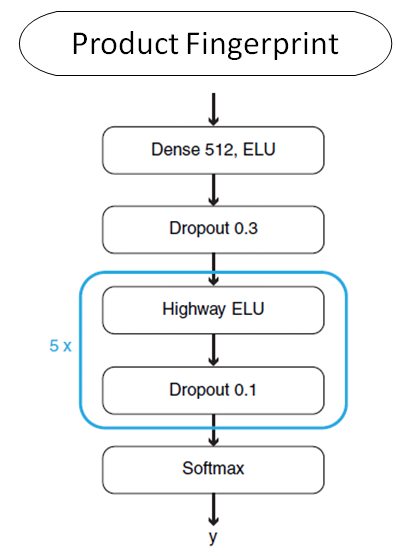 Product Fingerprint
Dense 512, ELU
Dropout 0.3
Highway ELU
5 x
Dropout 0.1
Softmax
y